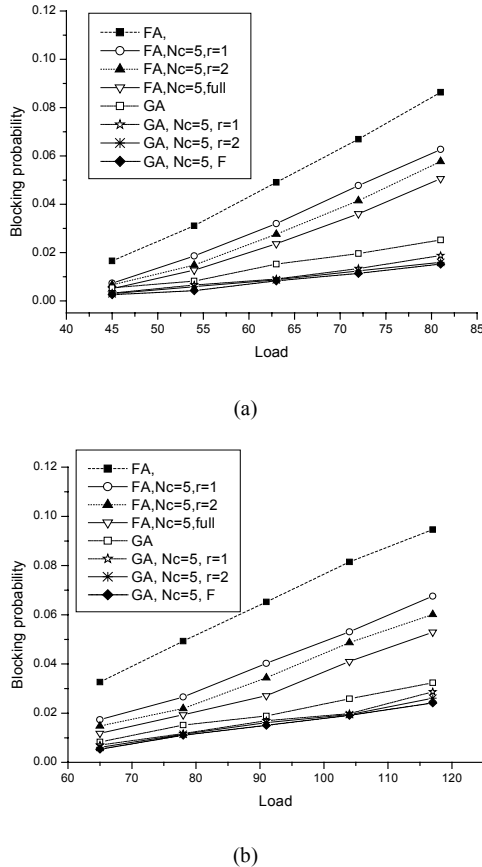 0.12
0.10
0.08
0.06
0.04
0.02
0.00
Blocking probability
FA,
FA,Nc=5,r=1
FA,Nc=5,r=2
FA,Nc=5,full
GA
GA, Nc=5, r=1
GA, Nc=5, r=2
GA, Nc=5, F
40 45 50 55 60 65 70 75 80 85
Load
(a)
0.12
0.10
0.08
0.06
0.04
0.02
0.00
Blocking probability
FA,
FA,Nc=5,r=1
FA,Nc=5,r=2
FA,Nc=5,full
GA
GA, Nc=5, r=1
GA, Nc=5, r=2
GA, Nc=5, F
60 70 80 90 100 110 120
Load
(b)